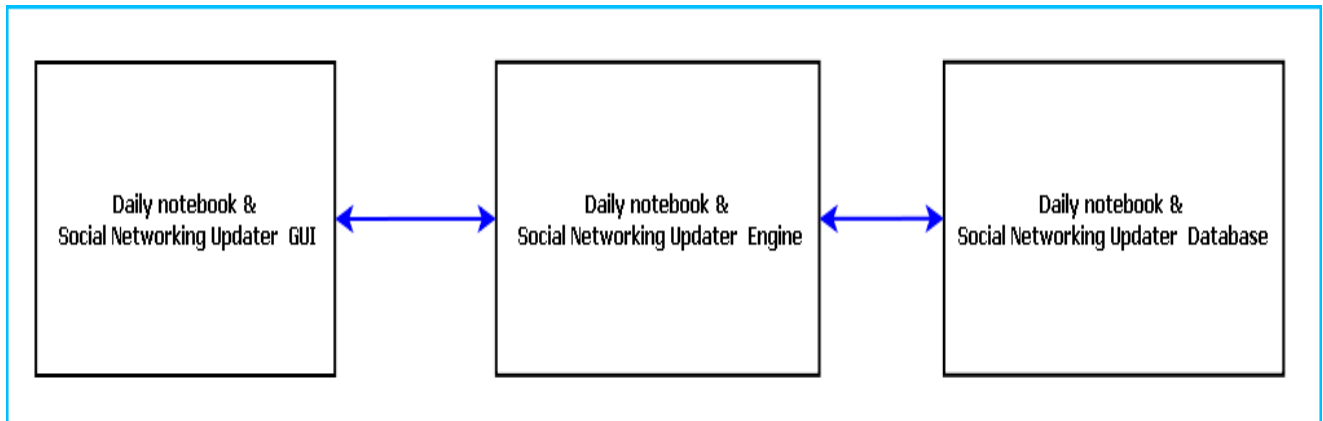 Daily notebook &
Social Networking Updater GUI
Daily notebook &
Social Networking Updater Engine
Daily notebook &
Social Networking Updater Database